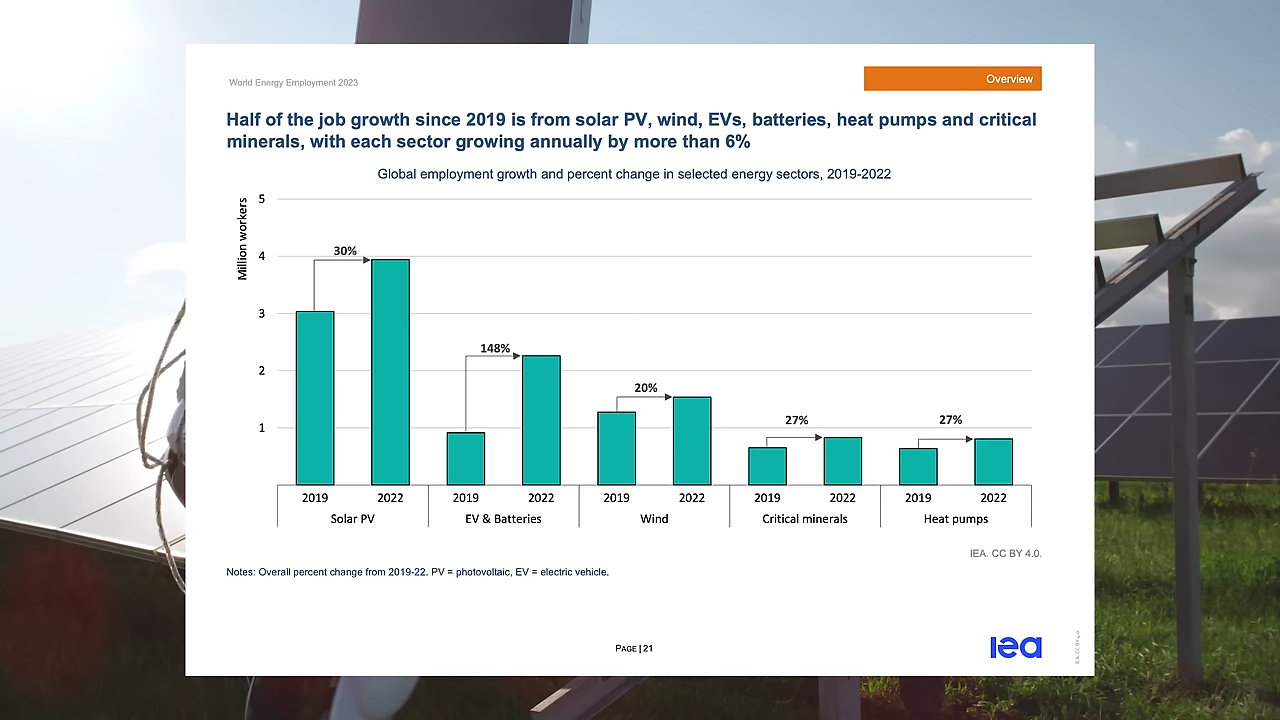 World Energy Employment 2023
Overview
Half of the job growth since 2019 is from solar PV, wind, EVs, batteries, heat pumps and critical
minerals, with each sector growing annually by more than 6%
Global employment growth and percent change in selected energy sectors, 2019-2022
Million workers
5
4
3
2
1
30%
148%
20%
27%
27%
2019 2022 2019 2022 2019 2022 2019 2022 2019 2022
Solar PV EV & Batteries Wind Critical minerals Heat pumps
IEA. CC BY 4.0.
Notes: Overall percent change from 2019-22. PV = photovoltaic, EV = electric vehicle.
PAGE | 21
iea
IEA. CC BY 4.0.